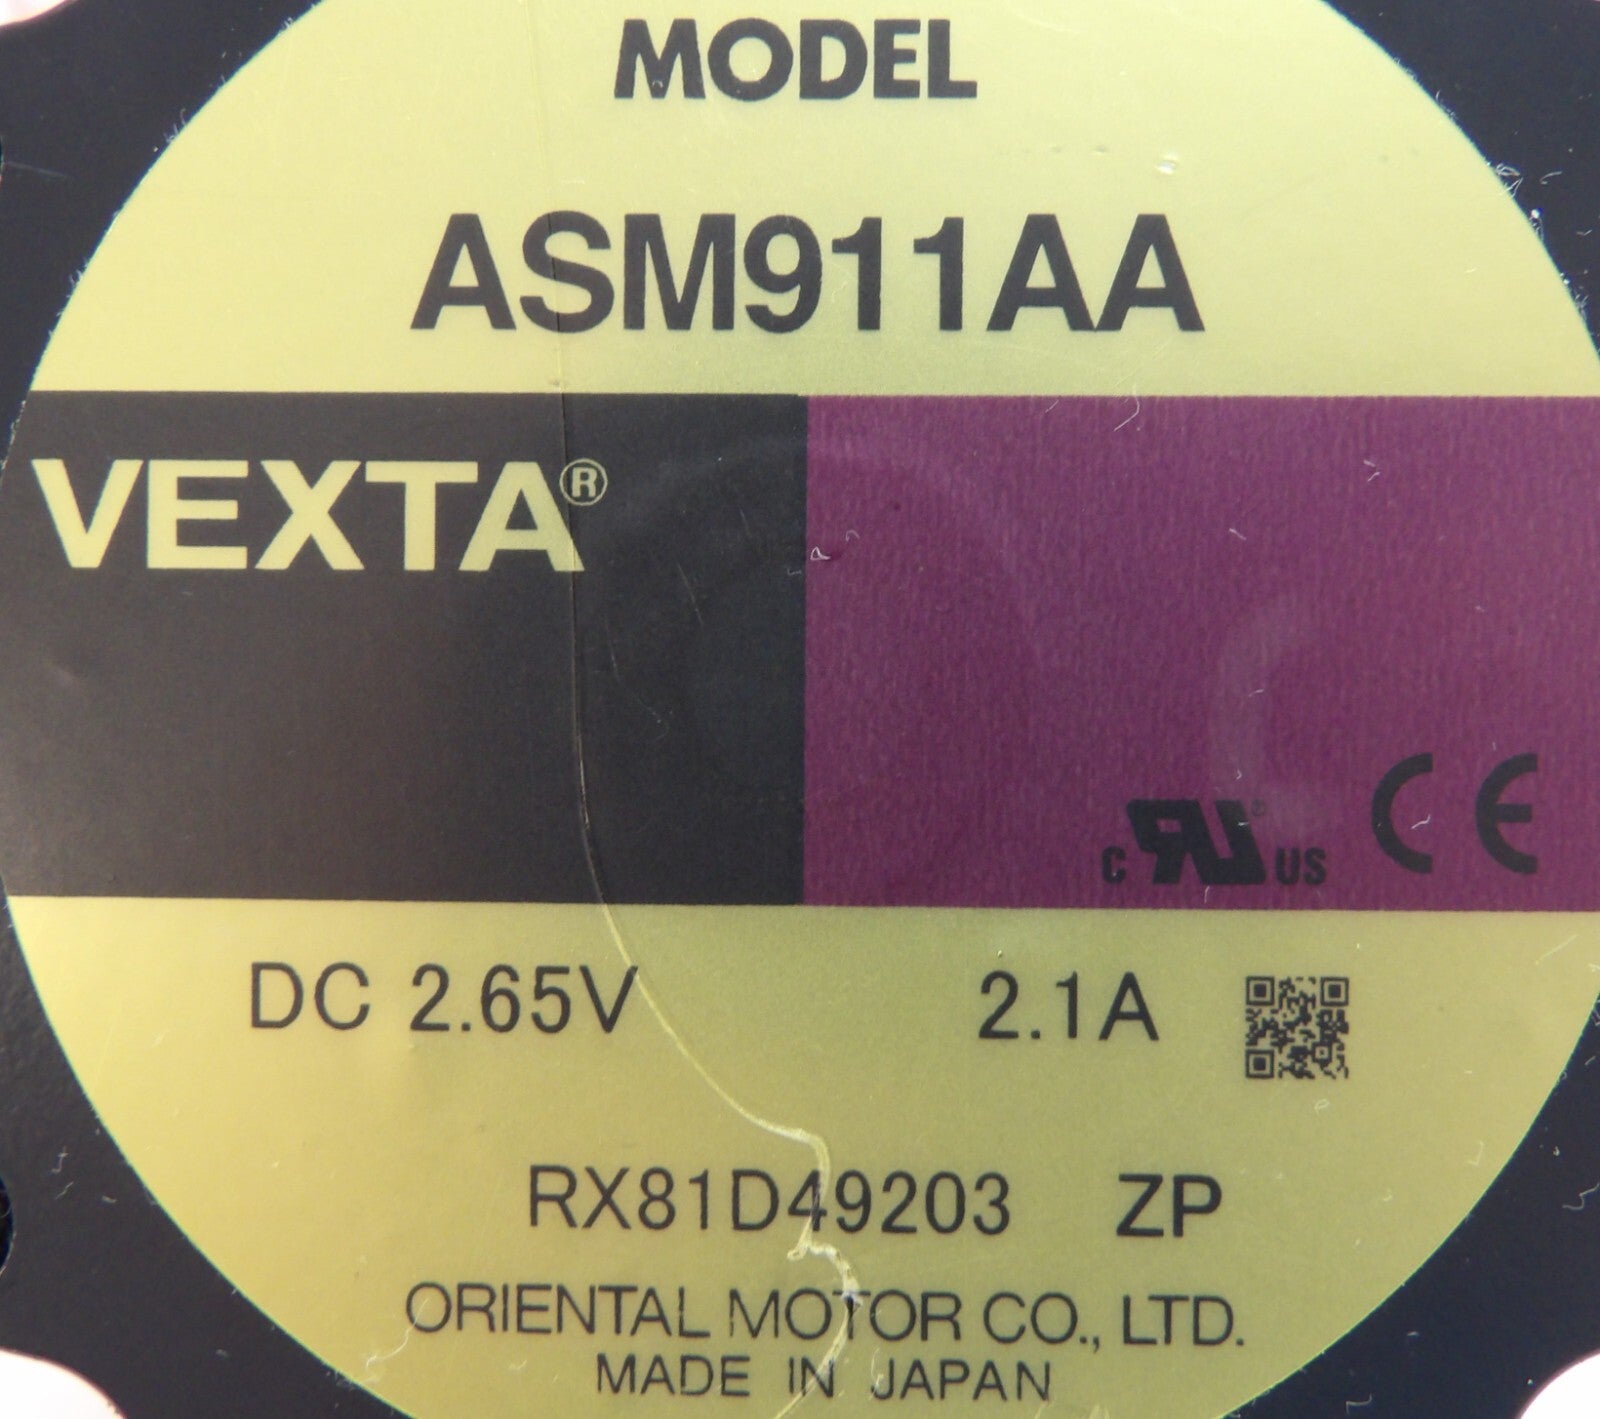 MODEL
ASM911AA
VEXTA®
c RU® US CE
DC 2.65V 2.1A
RX81D49203 ZP
ORIENTAL MOTOR CO., LTD.
MADE IN JAPAN